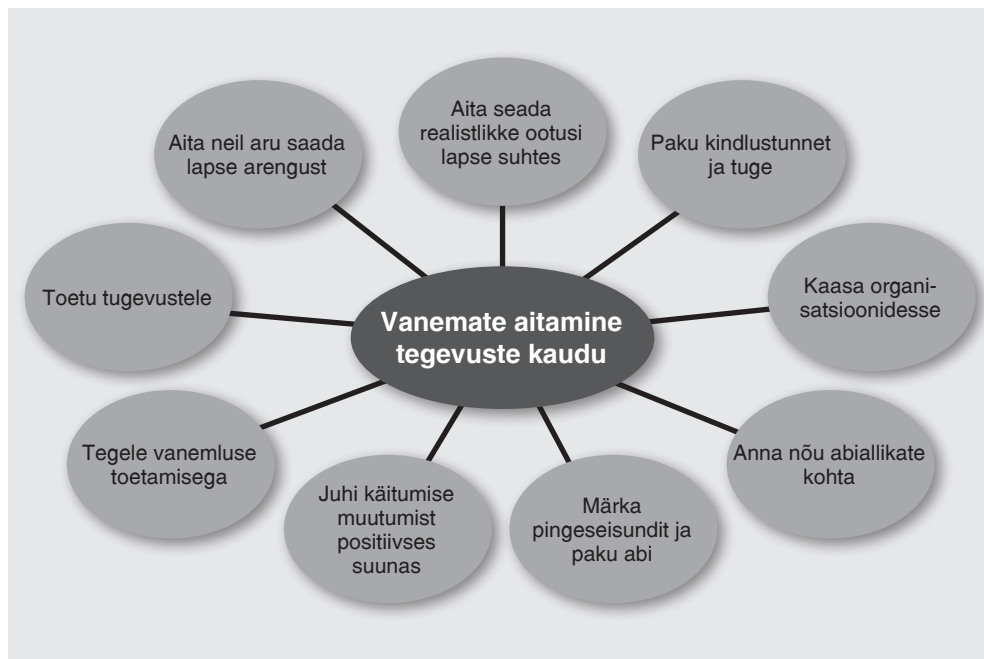 Aita seada
realistlikke ootusi
lapse suhtes
Paku kindlustunnet
ja tuge
Kaasa organi-
satsioonidesse
Anna nõu abiallikate
kohta
Märka
pingeseisundit ja
paku abi
Juhi käitumise
muutumist
positiivses
suunas
Tegele vanemluse
toetamisega
Toetu tugevustele
Aita neil aru saada
lapse arengust
Vanemate aitamine
tegevuste kaudu